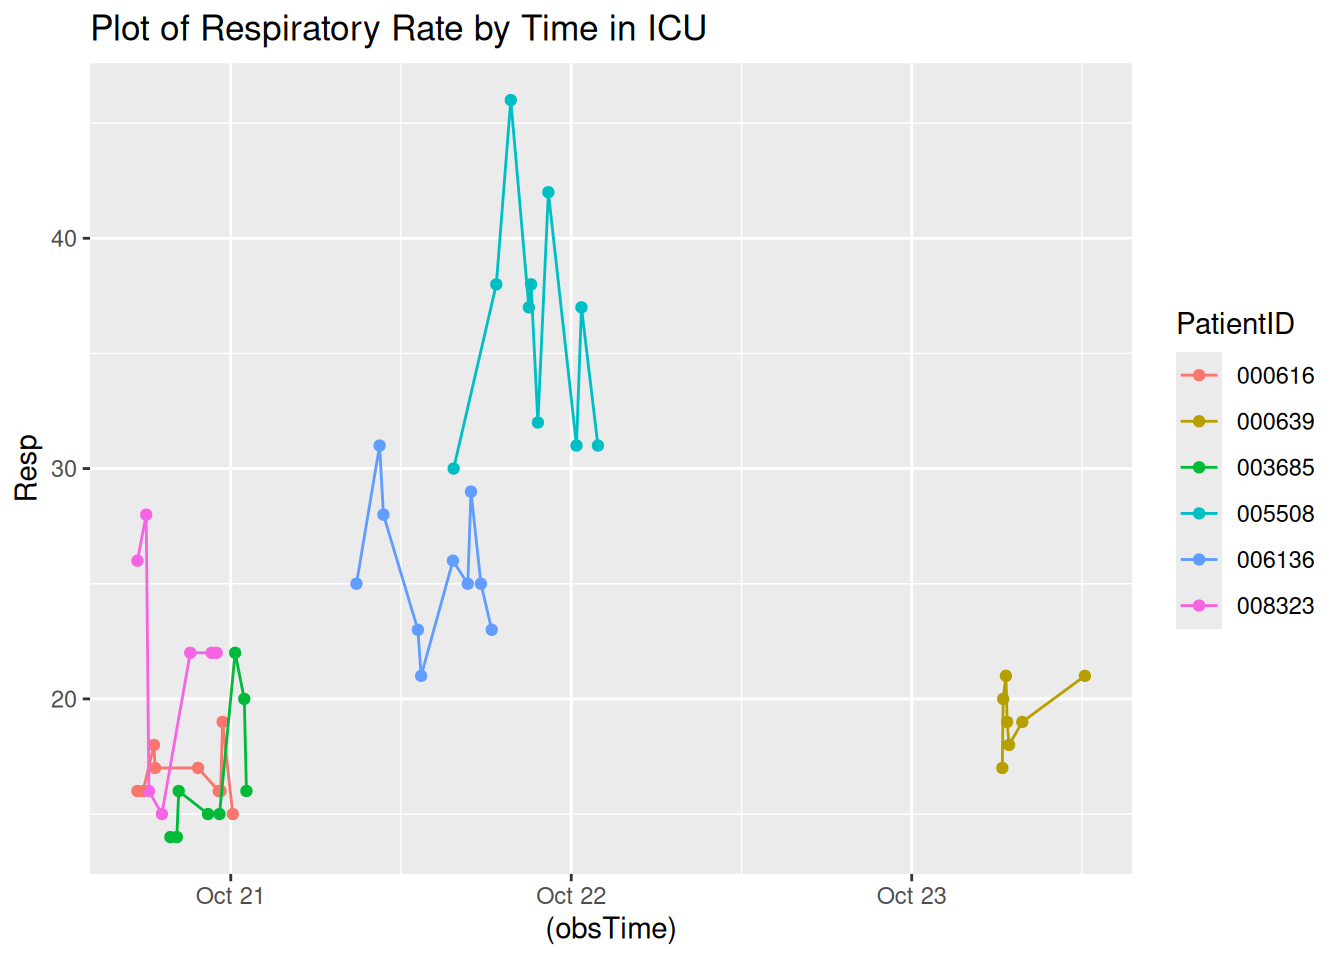 Plot of Respiratory Rate by Time in ICU
Resp
40
30
20
Oct 21
Oct 22
Oct 23
(obsTime)
PatientID
000616
000639
003685
005508
006136
008323